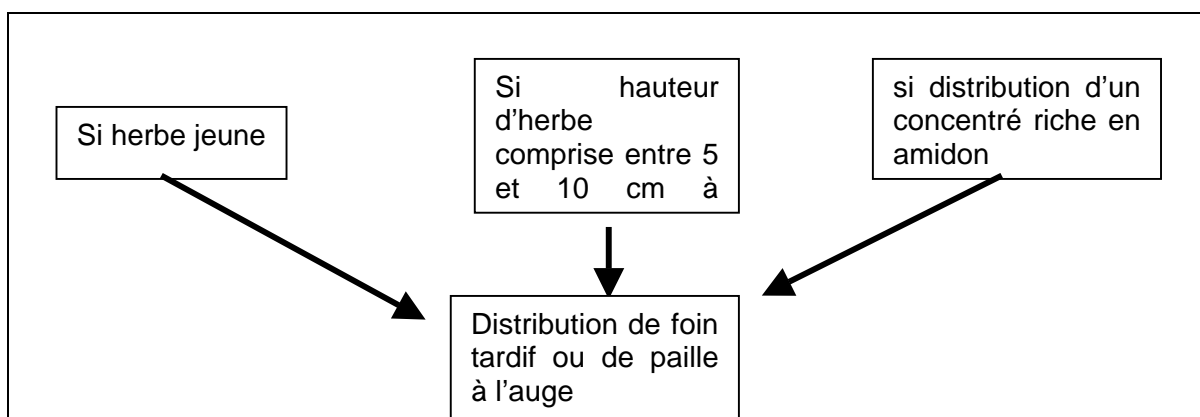 Si herbe jeune
Si hauteur
d'herbe
comprise entre 5
et 10 cm à
si distribution d'un
concentré riche en
amidon
Distribution de foin
tardif ou de paille
à l'auge